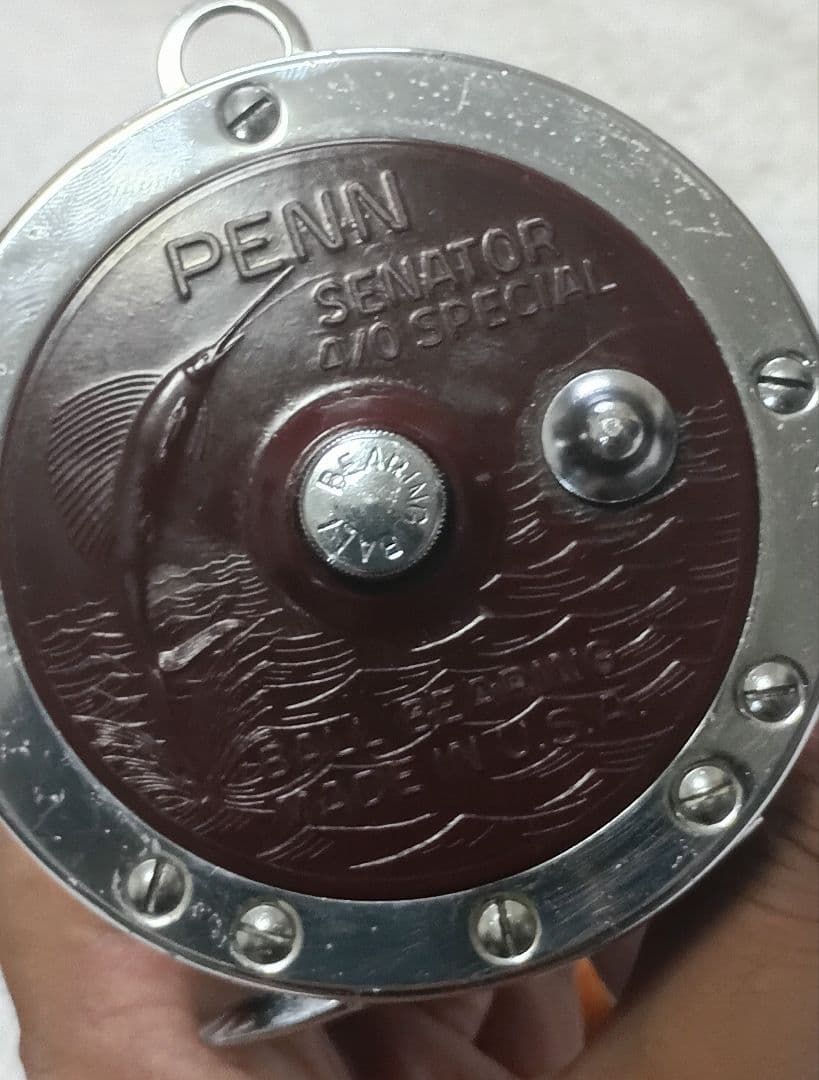 PENN
SENATOR
4/0 SPECIAL
BALL BEARING
BALL BEARING
MADE IN U.S.A.